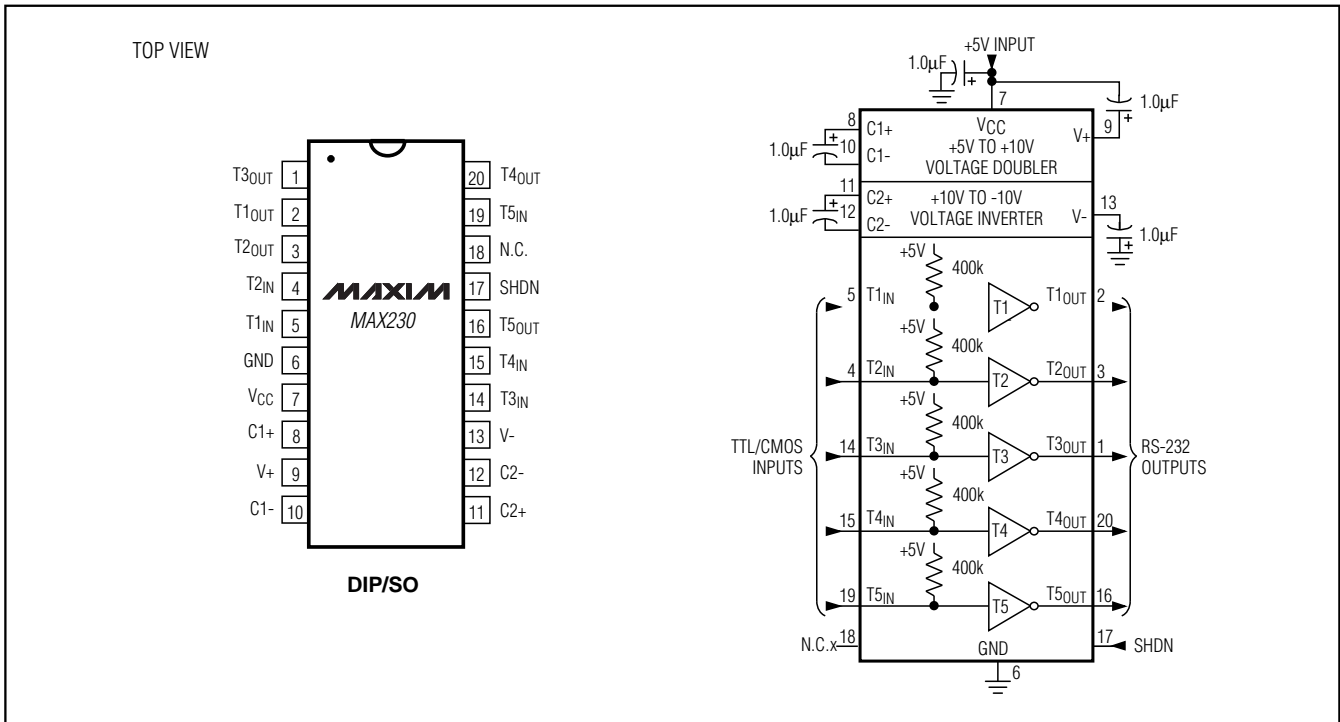 TOP VIEW
T3OUT 1
T1OUT 2
T2OUT 3
T2IN 4
T1IN 5
GND 6
VCC 7
C1+ 8
V+ 9
C1- 10
20 T4OUT
19 T5IN
18 N.C.
17 SHDN
16 T5OUT
15 T4IN
14 T3IN
13 V-
12 C2-
11 C2+
MAXIM
MAX230
DIP/SO
+5V INPUT
1.0µF
+
7
1.0µF
+
8 C1+
VCC
V+ 9
1.0µF
+
10 C1-
+5V TO +10V
VOLTAGE DOUBLER
11 C2+
+10V TO -10V
13
1.0µF
+
12 C2-
VOLTAGE INVERTER
V-
1.0µF
+
+5V
400k
5 T1IN
T1
T1OUT 2
+5V
400k
4 T2IN
T2
T2OUT 3
+5V
400k
TTL/CMOS
INPUTS
14 T3IN
T3
T3OUT 1
RS-232
OUTPUTS
+5V
400k
15 T4IN
T4
T4OUT 20
+5V
400k
19 T5IN
T5
T5OUT 16
N.C.x 18
GND
17 SHDN
6